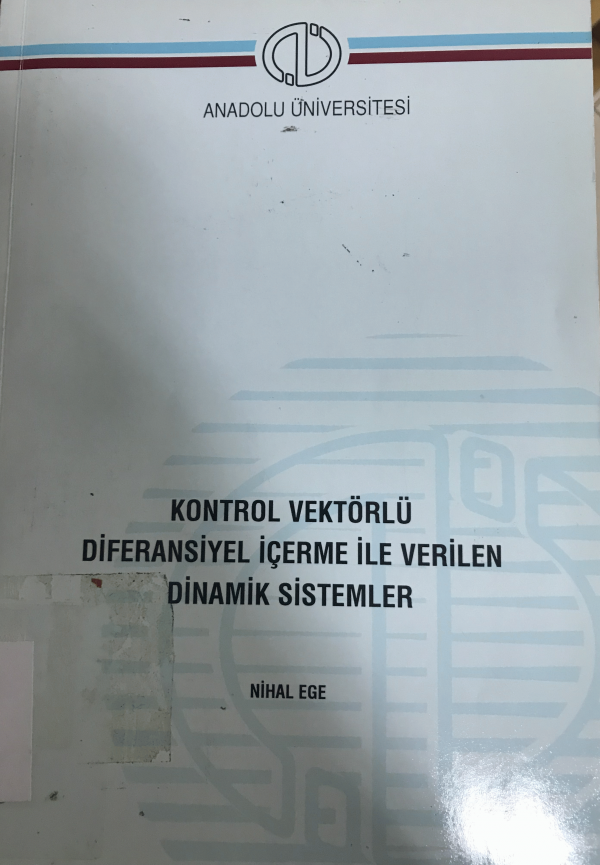 ANADOLU ÜNİVERSİTESİ
KONTROL VEKTÖRLÜ
DİFERANSİYEL İÇERME İLE VERİLEN
DİNAMİK SİSTEMLER
NİHAL EGE